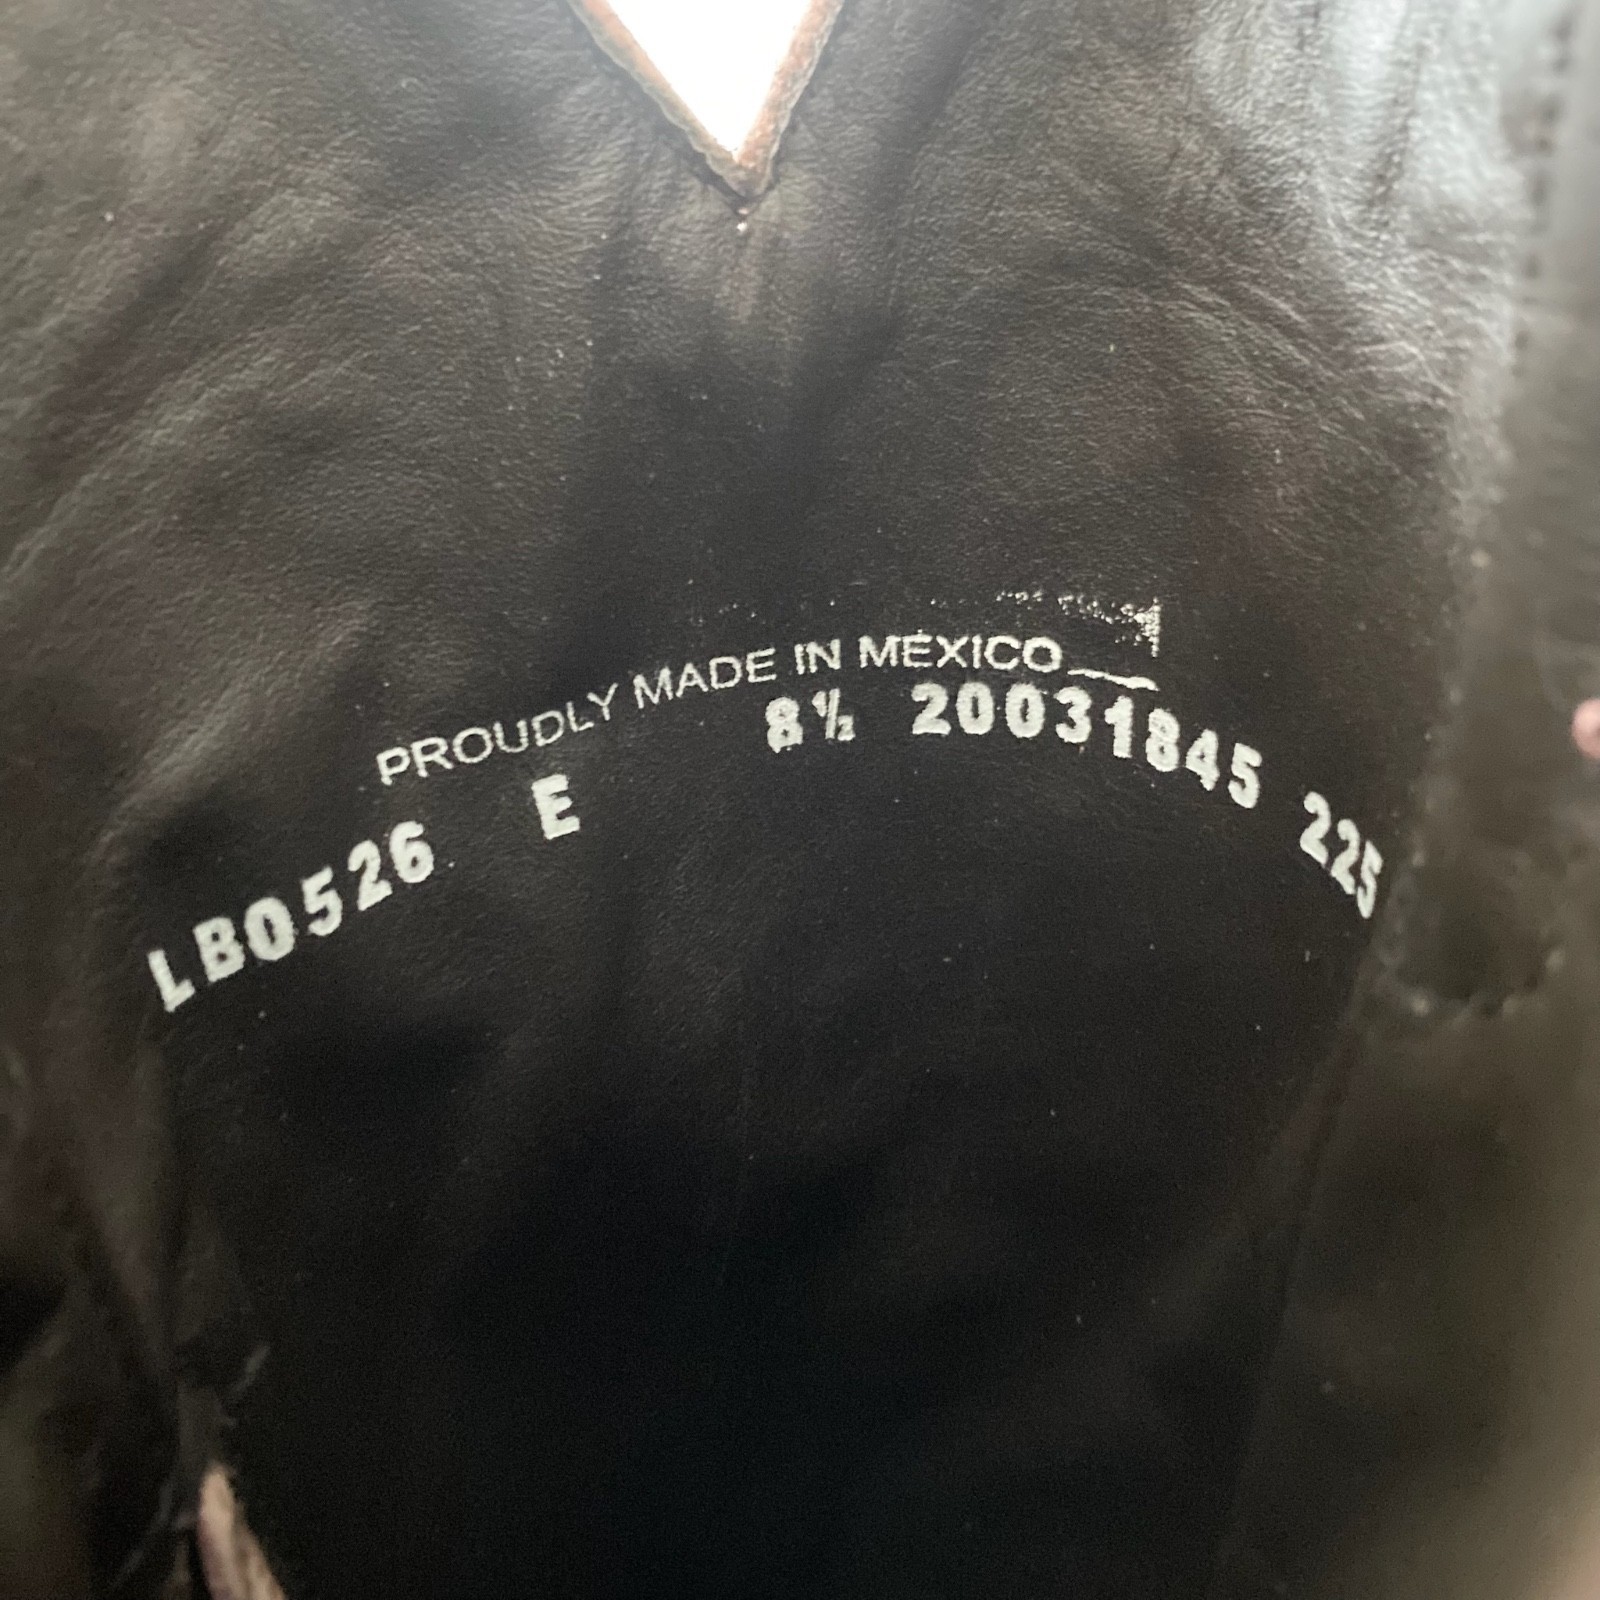 PROUDLY MADE IN MEXICO
LB0526 E 8½ 20031845 225